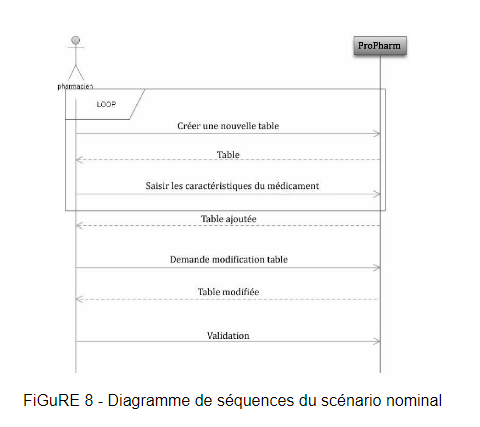 ProPharm
pharmacien
LOOP
Créer une nouvelle table
Table
Saisir les caractéristiques du médicament
Table ajoutée
Demande modification table
Table modifiée
Validation
FiGuRE 8 - Diagramme de séquences du scénario nominal